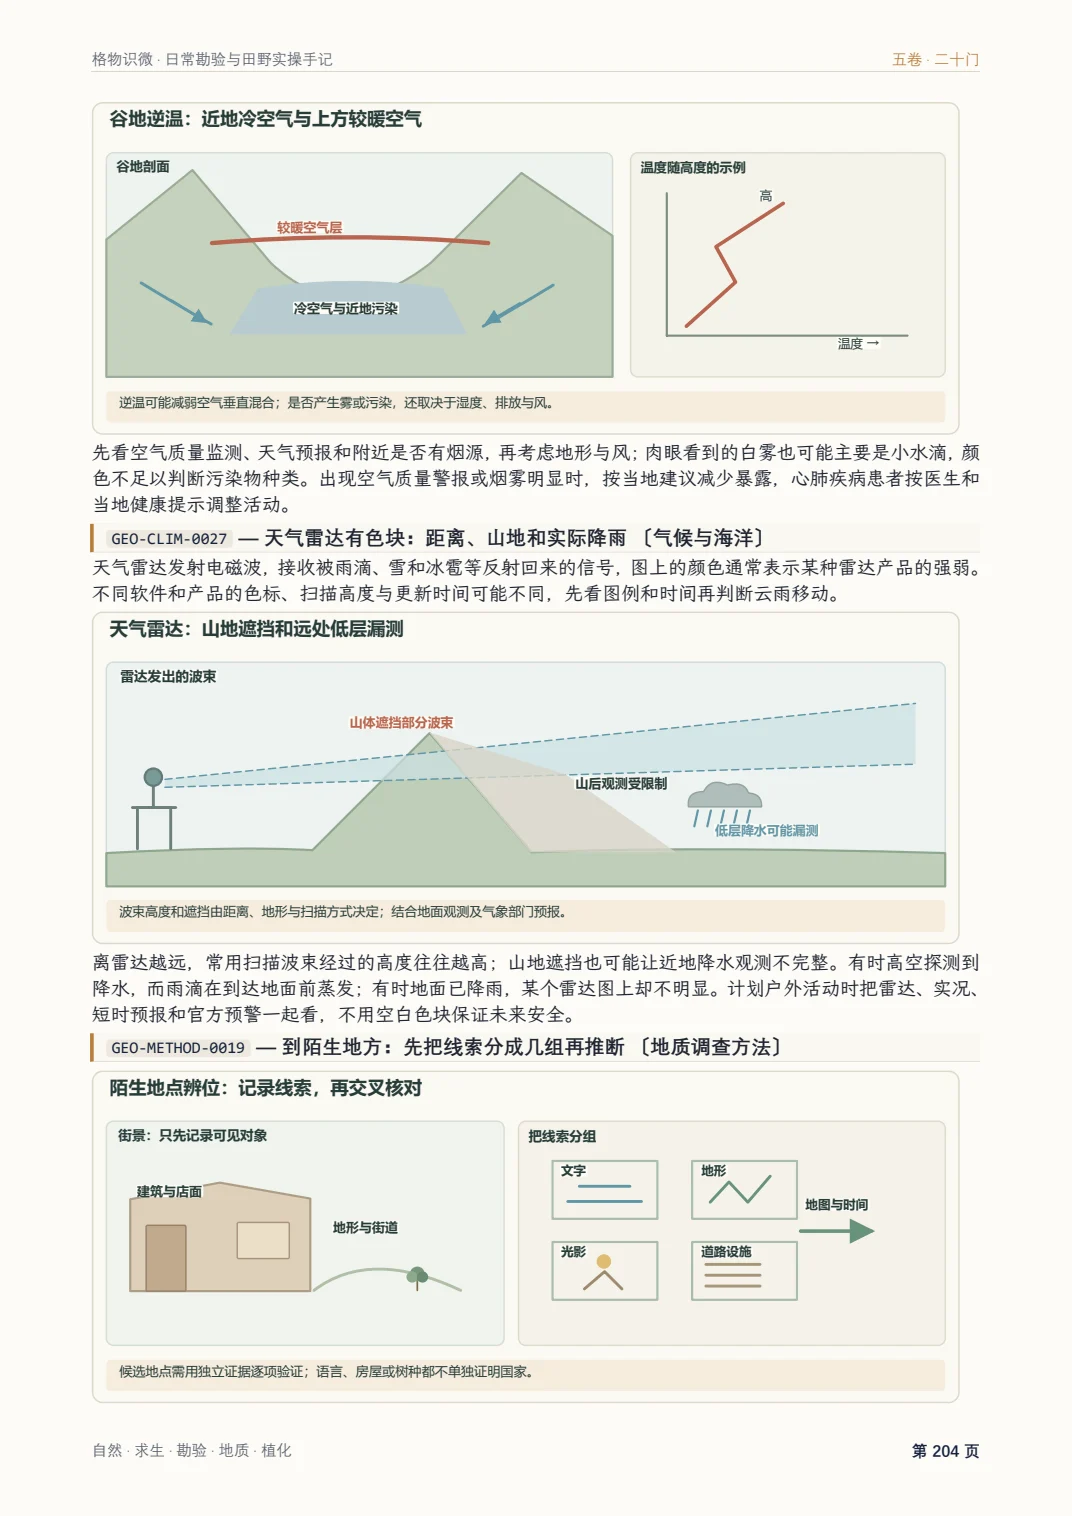 格物识微 · 日常勘验与田野实操手记
五卷 · 二十门
谷地逆温：近地冷空气与上方较暖空气
谷地剖面
较暖空气层
冷空气与近地污染
温度随高度的示例
高
温度 →
逆温可能减弱空气垂直混合；是否产生雾或污染，还取决于湿度、排放与风。
先看空气质量监测、天气预报和附近是否有烟源，再考虑地形与风；肉眼看到的白雾也可能主要是小水滴，颜
色不足以判断污染物种类。出现空气质量警报或烟雾明显时，按当地建议减少暴露，心肺疾病患者按医生和
当地健康提示调整活动。
GEO-CLIM-0027 — 天气雷达有色块：距离、山地和实际降雨 〔气候与海洋〕
天气雷达发射电磁波，接收被雨滴、雪和冰雹等反射回来的信号，图上的颜色通常表示某种雷达产品的强弱。
不同软件和产品的色标、扫描高度与更新时间可能不同，先看图例和时间再判断云雨移动。
天气雷达：山地遮挡和远处低层漏测
雷达发出的波束
山体遮挡部分波束
山后观测受限制
低层降水可能漏测
波束高度和遮挡由距离、地形与扫描方式决定；结合地面观测及气象部门预报。
离雷达越远，常用扫描波束经过的高度往往越高；山地遮挡也可能让近地降水观测不完整。有时高空探测到
降水，而雨滴在到达地面前蒸发；有时地面已降雨，某个雷达图上却不明显。计划户外活动时把雷达、实况、
短时预报和官方预警一起看，不用空白色块保证未来安全。
GEO-METHOD-0019 — 到陌生地方：先把线索分成几组再推断 〔地质调查方法〕
陌生地点辨位：记录线索，再交叉核对
街景：只先记录可见对象
建筑与店面
地形与街道
把线索分组
文字
地形
地图与时间
光影
道路设施
候选地点需用独立证据逐项验证；语言、房屋或树种都不单独证明国家。
自然 · 求生 · 勘验 · 地质 · 植化
第 204 页